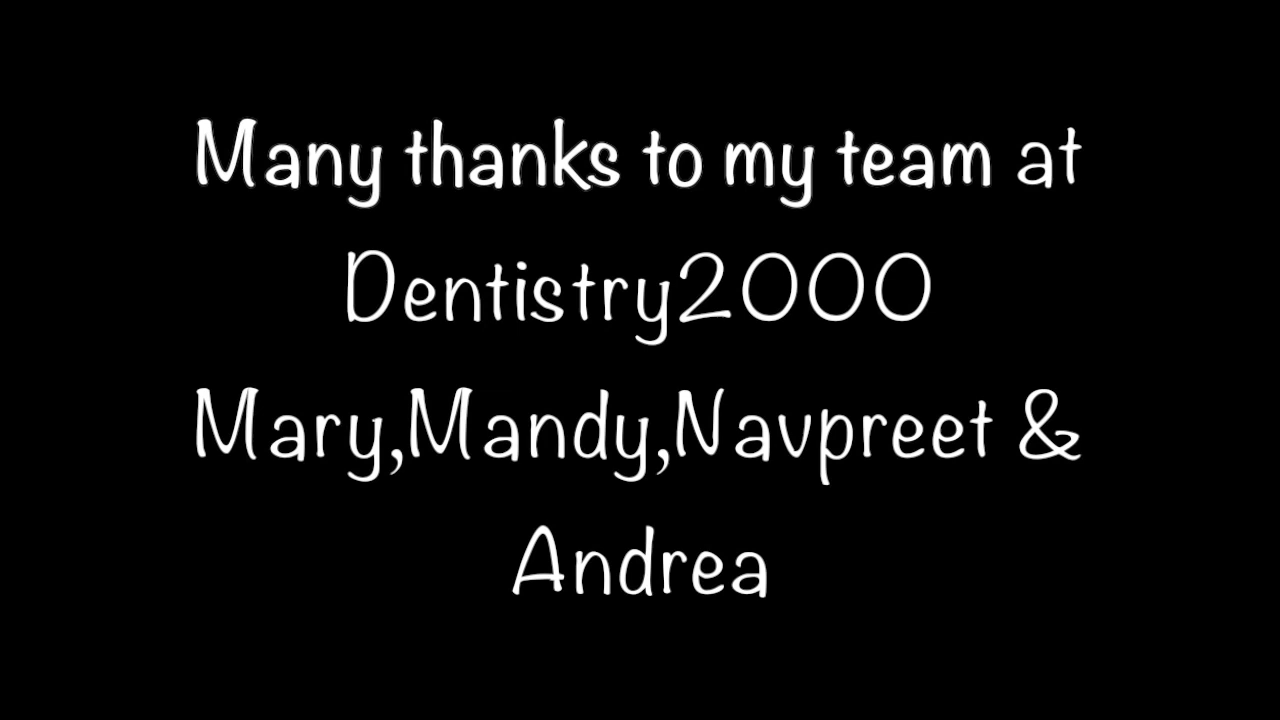 Many thanks to my team at
Dentistry2000
Mary,Mandy,Navpreet &
Andrea